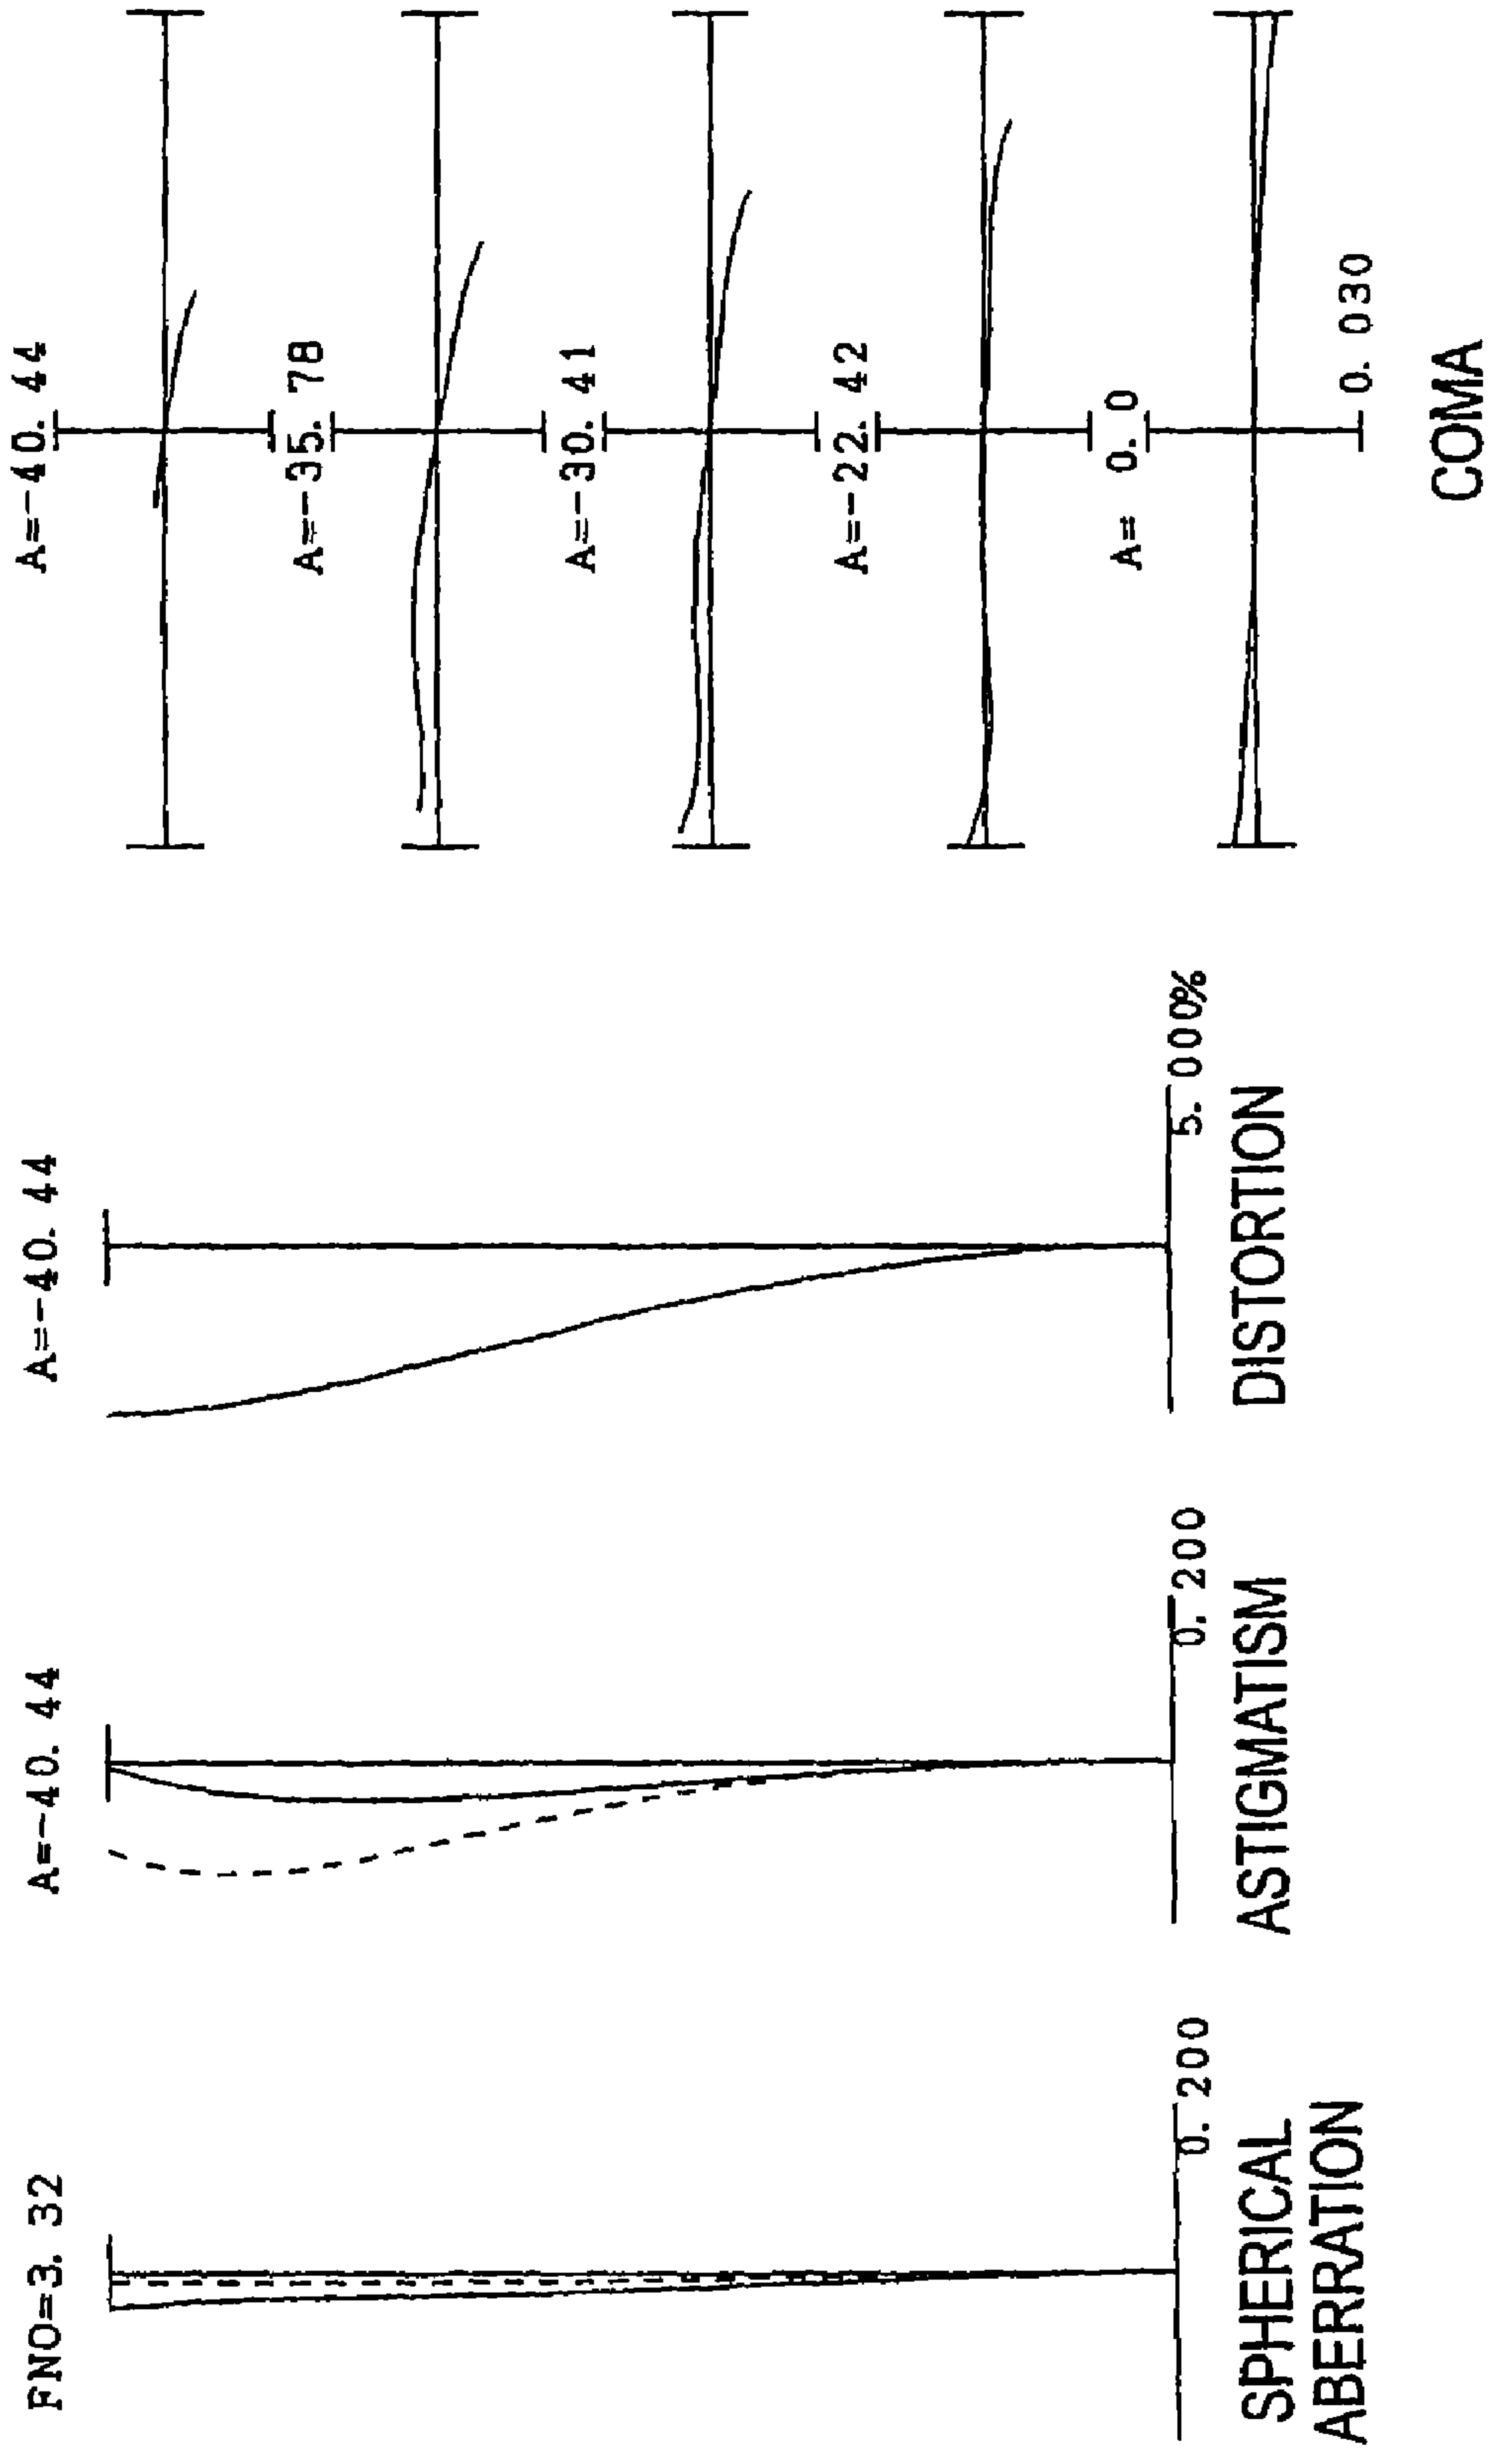 FNO=3. 32
0. 200
SPHERICAL
ABERRATION
A=-40. 44
0. 200
ASTIGMATISM
A=-40. 44
5. 000%
DISTORTION
A=-40. 44
A=-35. 78
A=-30. 41
A=-22. 42
A= 0. 0
0. 030
COMA